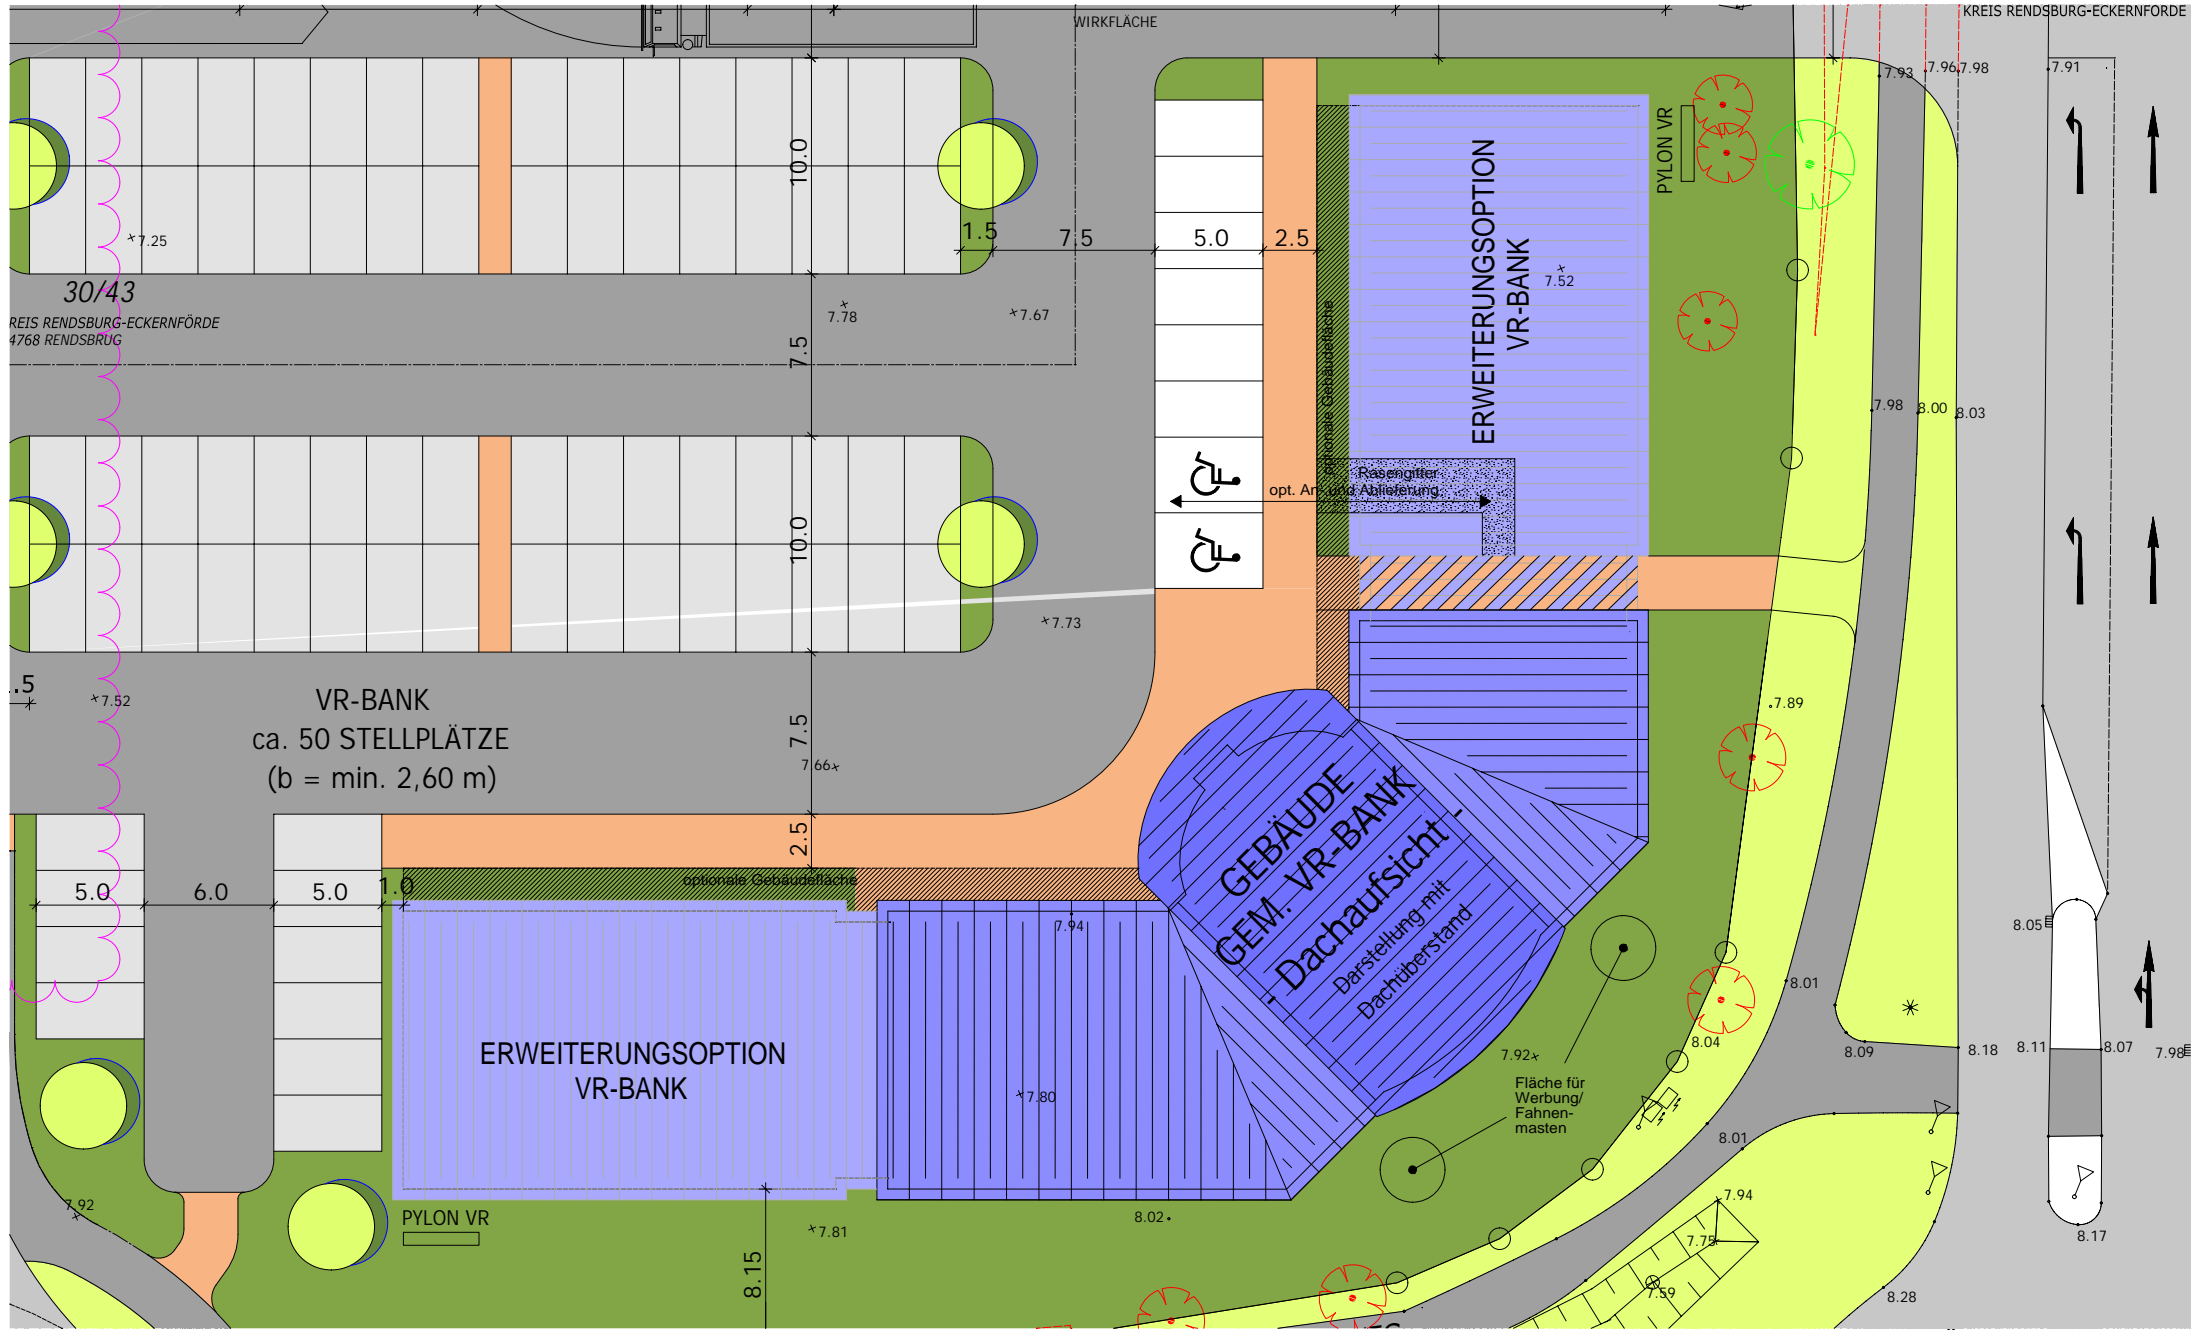 WIRKFLÄCHE
KREIS RENDSBURG-ECKERNFÖRDE
7.93
7.96
7.98
7.91
10.0
PYLON VR
ERWEITERUNGSOPTION
VR-BANK
7.25
1.5
7.5
5.0
2.5
7.52
30/43
REIS RENDSBURG-ECKERNFÖRDE
4768 RENDSBRUG
7.78
7.67
7.5
optionale Gebäudefläche
7.98
8.00
8.03
Rasengitter
opt. An- und Ablieferung
10.0
7.73
.5
7.52
VR-BANK
ca. 50 STELLPLÄTZE
(b = min. 2,60 m)
7.5
7.66
7.89
2.5
GEBÄUDE
GEM. VR-BANK
- Dachaufsicht -
Darstellung mit
Dachüberstand
5.0
6.0
5.0
1.0
optionale Gebäudefläche
7.94
8.05
8.01
ERWEITERUNGSOPTION
VR-BANK
7.80
7.92
8.04
8.09
8.18
8.11
8.07
7.98
Fläche für
Werbung/
Fahnen-
masten
8.01
7.92
PYLON VR
7.81
8.02
7.94
7.75
8.17
8.15
7.59
8.28